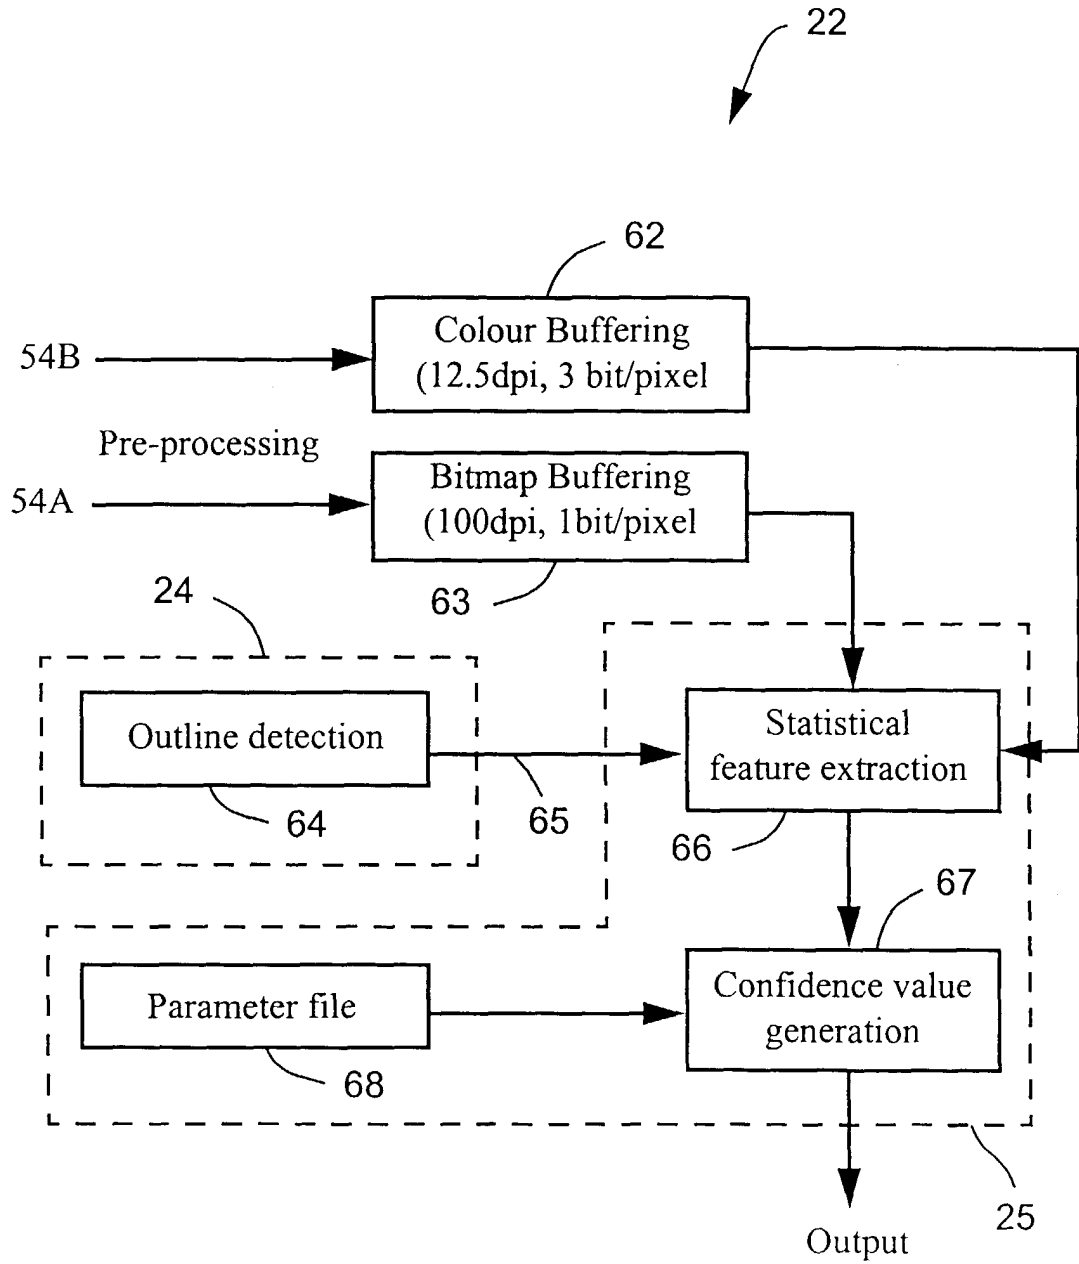 22
62
Colour Buffering
(12.5dpi, 3 bit/pixel
54B
Pre-processing
Bitmap Buffering
(100dpi, 1bit/pixel
54A
63
24
Outline detection
64
65
Statistical
feature extraction
66
67
Parameter file
68
Confidence value
generation
25
Output